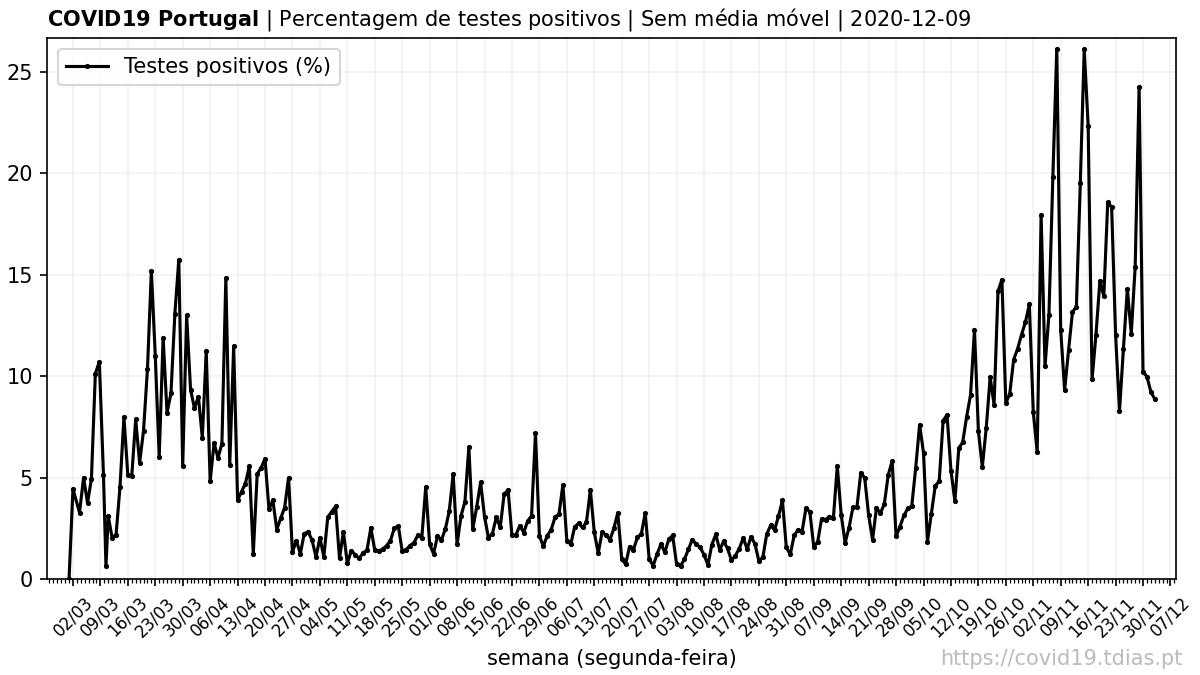 COVID19 Portugal | Percentagem de testes positivos | Sem média móvel | 2020-12-09
Testes positivos (%)
25
20
15
10
5
0
02/03 09/03 16/03 23/03 30/03 06/04 13/04 20/04 27/04 04/05 11/05 18/05 25/05 01/06 08/06 15/06 22/06 29/06 06/07 13/07 20/07 27/07 03/08 10/08 17/08 24/08 31/08 07/09 14/09 21/09 28/09 05/10 12/10 19/10 26/10 02/11 09/11 16/11 23/11 30/11 07/12
semana (segunda-feira)
https://covid19.tdias.pt